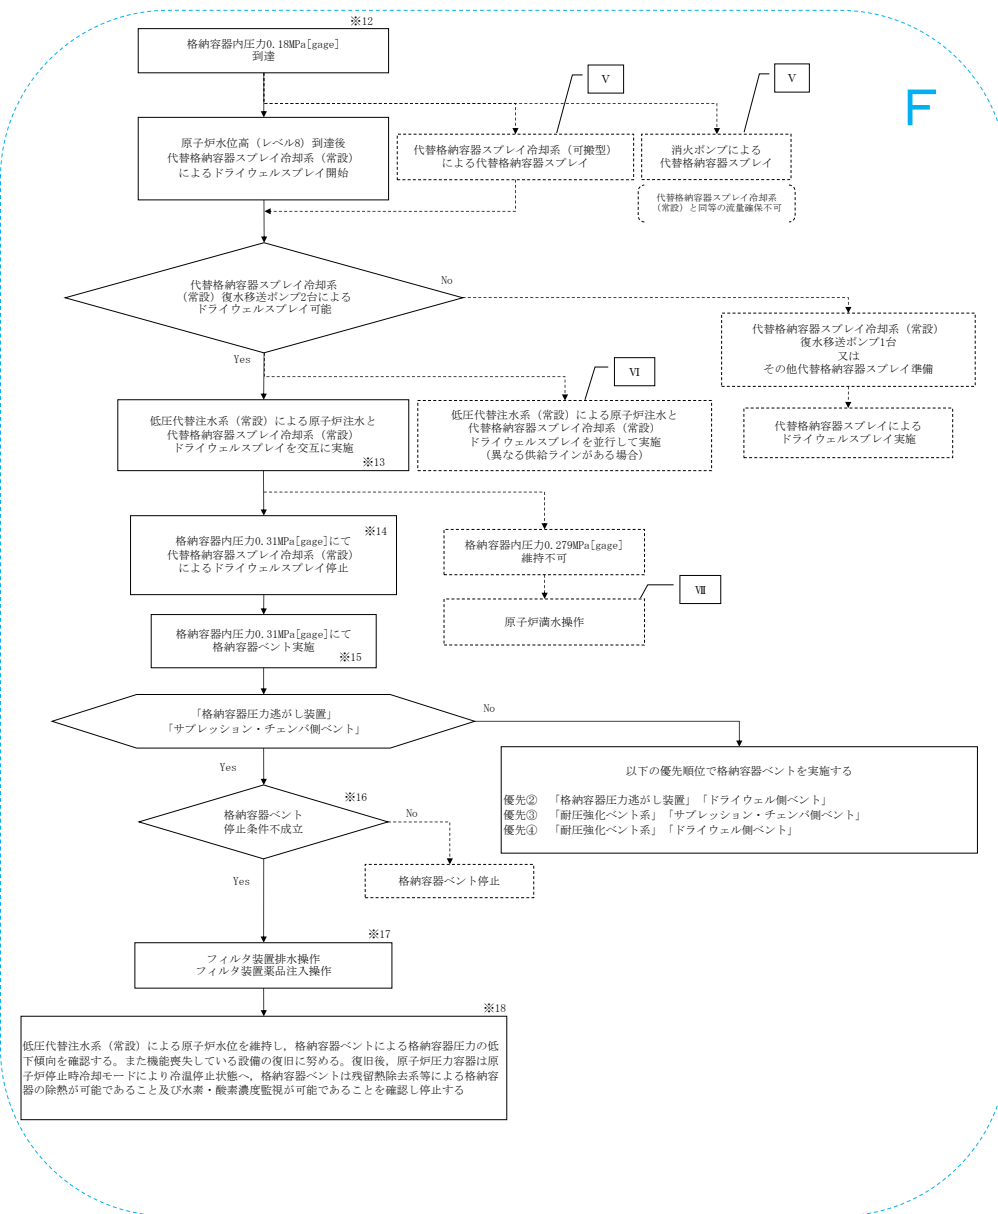 ※12
格納容器内圧力0.18MPa[gage]
到達
Ⅴ
Ⅴ
F
原子炉水位高（レベル8）到達後
代替格納容器スプレイ冷却系（常設）
によるドライウェルスプレイ開始
代替格納容器スプレイ冷却系（可搬型）
による代替格納容器スプレイ
消火ポンプによる
代替格納容器スプレイ
代替格納容器スプレイ冷却系
（常設）と同等の流量確保不可
代替格納容器スプレイ冷却系
（常設）復水移送ポンプ2台による
ドライウェルスプレイ可能
No
Yes
代替格納容器スプレイ冷却系（常設）
復水移送ポンプ1台
又は
その他代替格納容器スプレイ準備
代替格納容器スプレイによる
ドライウェルスプレイ実施
Ⅵ
低圧代替注水系（常設）による原子炉注水と
代替格納容器スプレイ冷却系（常設）
ドライウェルスプレイを交互に実施
※13
低圧代替注水系（常設）による原子炉注水と
代替格納容器スプレイ冷却系（常設）
ドライウェルスプレイを並行して実施
（異なる供給ラインがある場合）
※14
格納容器内圧力0.31MPa[gage]にて
代替格納容器スプレイ冷却系（常設）
によるドライウェルスプレイ停止
格納容器内圧力0.279MPa[gage]
維持不可
Ⅷ
原子炉満水操作
格納容器内圧力0.31MPa[gage]にて
格納容器ベント実施
※15
「格納容器圧力逃がし装置」
「サプレッション・チェンバ側ベント」
No
Yes
以下の優先順位で格納容器ベントを実施する
優先②　「格納容器圧力逃がし装置」「ドライウェル側ベント」
優先③　「耐圧強化ベント系」「サプレッション・チェンバ側ベント」
優先④　「耐圧強化ベント系」「ドライウェル側ベント」
※16
格納容器ベント
停止条件不成立
No
Yes
格納容器ベント停止
※17
フィルタ装置排水操作
フィルタ装置薬品注入操作
※18
低圧代替注水系（常設）による原子炉水位を維持し，格納容器ベントによる格納容器圧力の低
下傾向を確認する。また機能喪失している設備の復旧に努める。復旧後，原子炉圧力容器は原
子炉停止時冷却モードにより冷温停止状態へ，格納容器ベントは残留熱除去系等による格納容
器の除熱が可能であること及び水素・酸素濃度監視が可能であることを確認し停止する